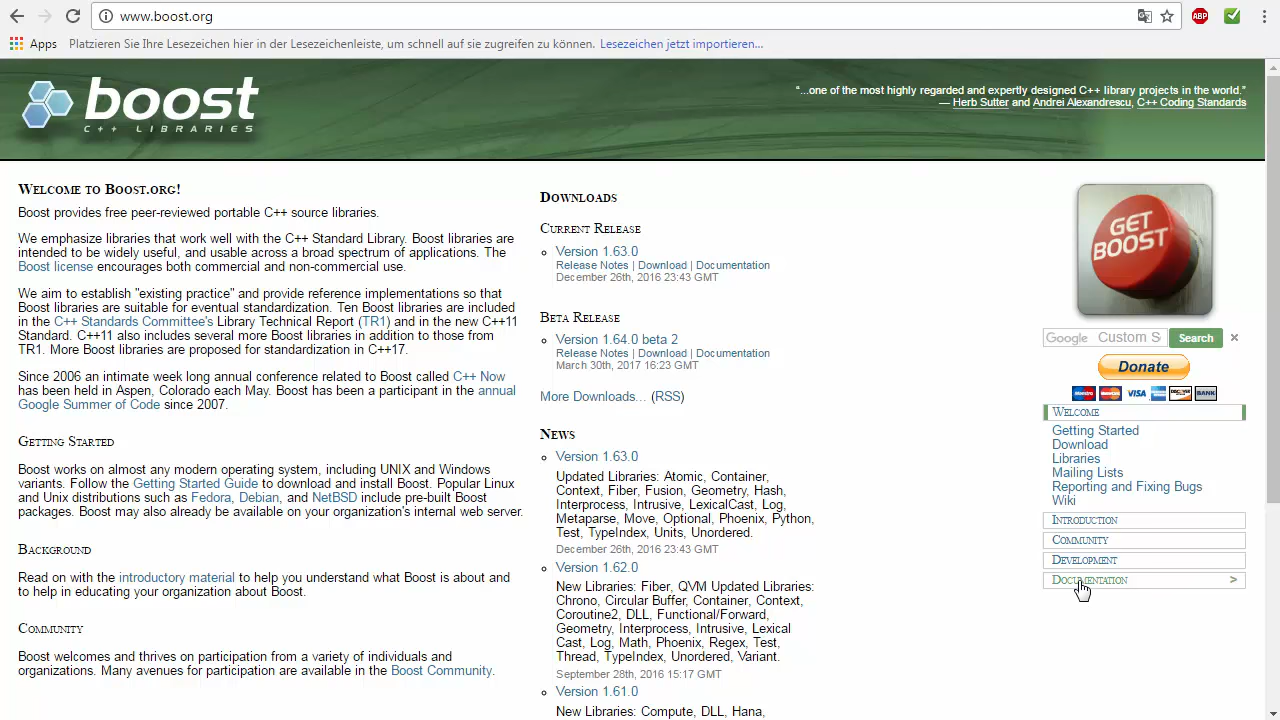 www.boost.org
ABP
Apps Platzieren Sie Ihre Lesezeichen hier in der Lesezeichenleiste, um schnell auf sie zugreifen zu können. Lesezeichen jetzt importieren...
boost
C++ LIBRARIES
“...one of the most highly regarded and expertly designed C++ library projects in the world.”
— Herb Sutter and Andrei Alexandrescu, C++ Coding Standards
Welcome to Boost.org!
Boost provides free peer-reviewed portable C++ source libraries.
We emphasize libraries that work well with the C++ Standard Library. Boost libraries are
intended to be widely useful, and usable across a broad spectrum of applications. The
Boost license encourages both commercial and non-commercial use.
We aim to establish "existing practice" and provide reference implementations so that
Boost libraries are suitable for eventual standardization. Ten Boost libraries are included
in the C++ Standards Committee's Library Technical Report (TR1) and in the new C++11
Standard. C++11 also includes several more Boost libraries in addition to those from
TR1. More Boost libraries are proposed for standardization in C++17.
Since 2006 an intimate week long annual conference related to Boost called C++ Now
has been held in Aspen, Colorado each May. Boost has been a participant in the annual
Google Summer of Code since 2007.
Getting Started
Boost works on almost any modern operating system, including UNIX and Windows
variants. Follow the Getting Started Guide to download and install Boost. Popular Linux
and Unix distributions such as Fedora, Debian, and NetBSD include pre-built Boost
packages. Boost may also already be available on your organization's internal web server.
Background
Read on with the introductory material to help you understand what Boost is about and
to help in educating your organization about Boost.
Community
Boost welcomes and thrives on participation from a variety of individuals and
organizations. Many avenues for participation are available in the Boost Community.
Downloads
Current Release
Version 1.63.0
Release Notes | Download | Documentation
December 26th, 2016 23:43 GMT
Beta Release
Version 1.64.0 beta 2
Release Notes | Download | Documentation
March 30th, 2017 16:23 GMT
More Downloads... (RSS)
News
Version 1.63.0
Updated Libraries: Atomic, Container,
Context, Fiber, Fusion, Geometry, Hash,
Interprocess, Intrusive, LexicalCast, Log,
Metaparse, Move, Optional, Phoenix, Python,
Test, TypeIndex, Units, Unordered.
December 26th, 2016 23:43 GMT
Version 1.62.0
New Libraries: Fiber, QVM Updated Libraries:
Chrono, Circular Buffer, Container, Context,
Coroutine2, DLL, Functional/Forward,
Geometry, Interprocess, Intrusive, Lexical
Cast, Log, Math, Phoenix, Regex, Test,
Thread, TypeIndex, Unordered, Variant.
September 28th, 2016 15:17 GMT
Version 1.61.0
New Libraries: Compute, DLL, Hana,
GET
BOOST
Google Custom S Search ×
Donate
Maestro VISA DISCOVER BANK
Welcome
Getting Started
Download
Libraries
Mailing Lists
Reporting and Fixing Bugs
Wiki
Introduction
Community
Development
Documentation >